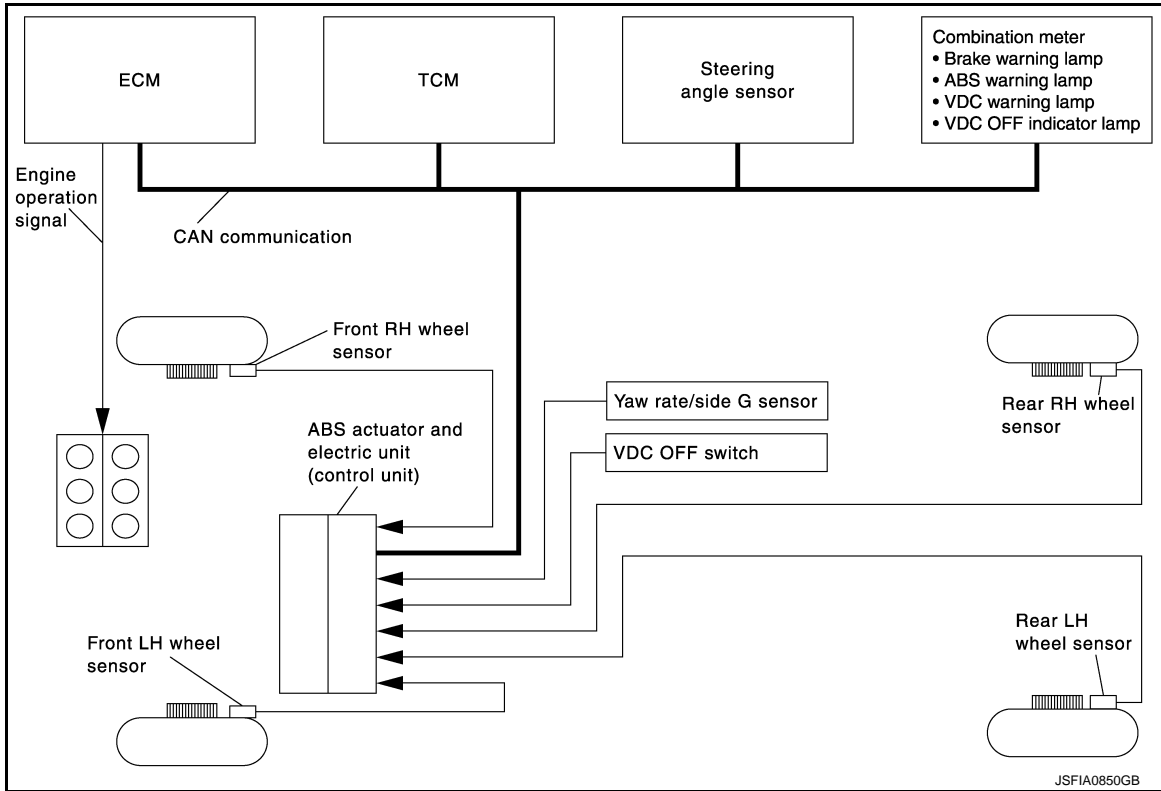 ECM
TCM
Steering
angle sensor
Combination meter
• Brake warning lamp
• ABS warning lamp
• VDC warning lamp
• VDC OFF indicator lamp
Engine
operation
signal
CAN communication
Front RH wheel
sensor
Yaw rate/side G sensor
Rear RH wheel
sensor
ABS actuator and
electric unit
(control unit)
VDC OFF switch
Front LH wheel
sensor
Rear LH
wheel sensor
JSFIA0850GB